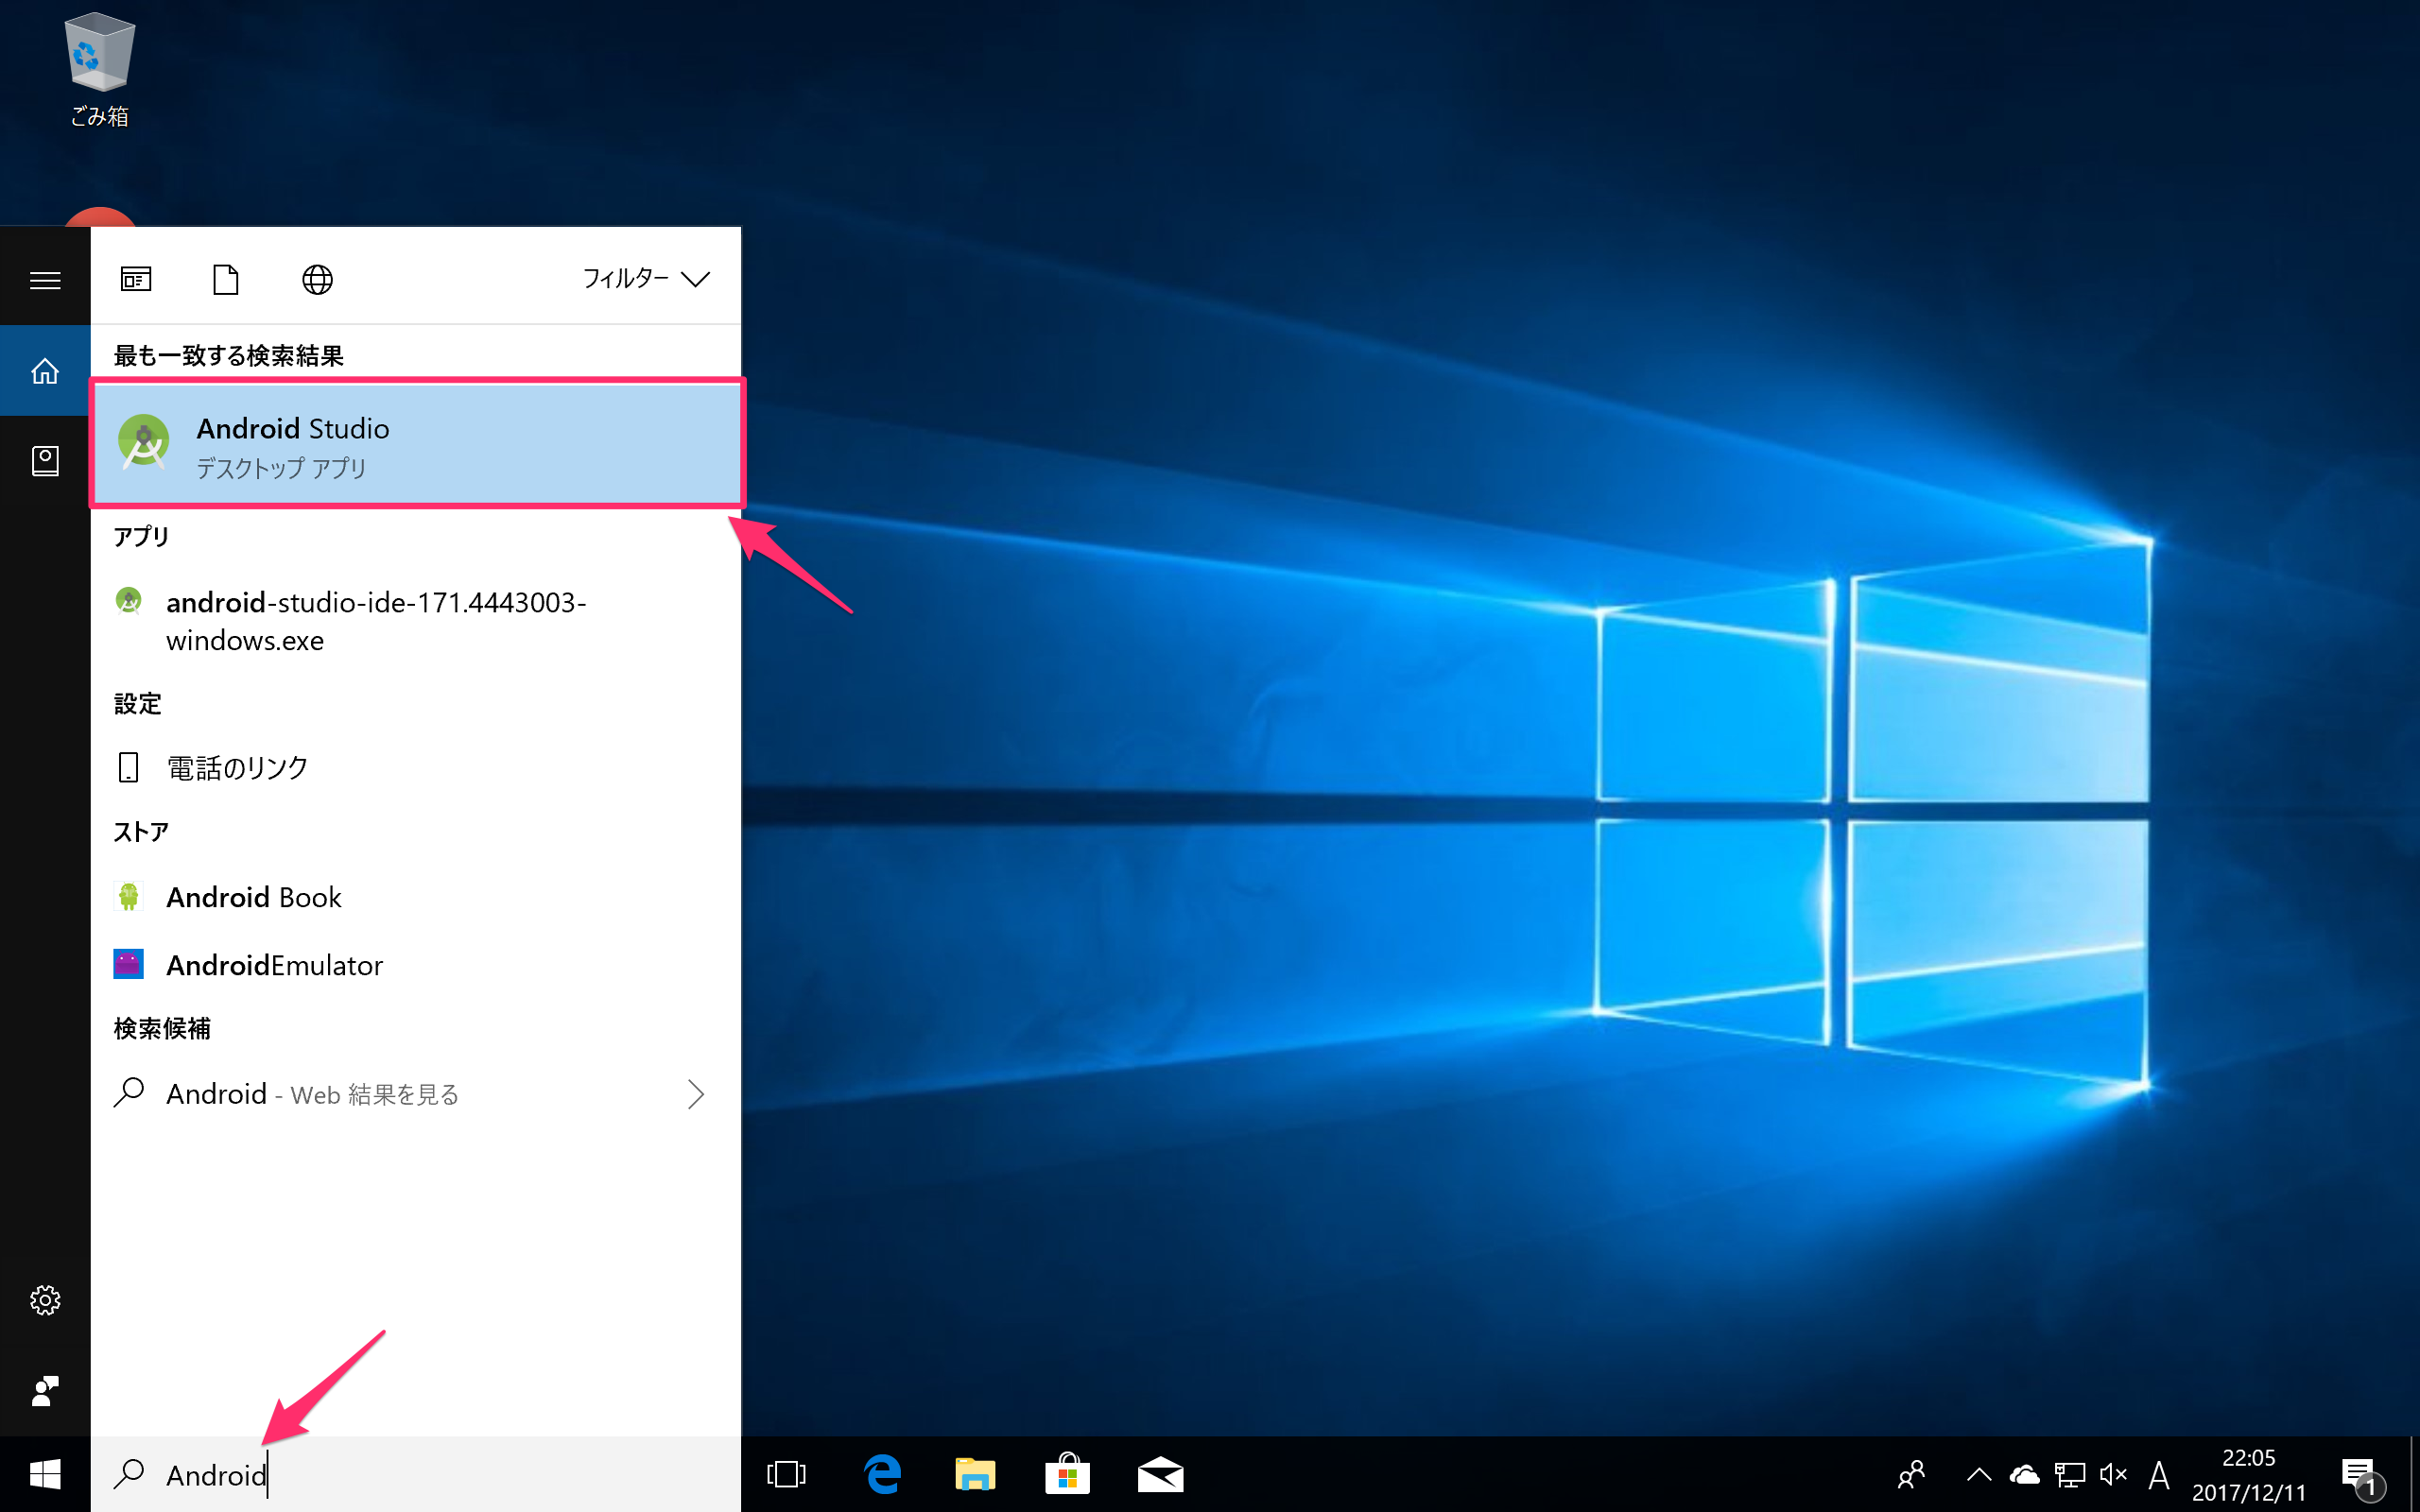 ごみ箱
フィルター
最も一致する検索結果
Android Studio
デスクトップ アプリ
アプリ
android-studio-ide-171.4443003-
windows.exe
設定
電話のリンク
ストア
Android Book
AndroidEmulator
検索候補
Android - Web 結果を見る
Android
A
22:05
2017/12/11
1